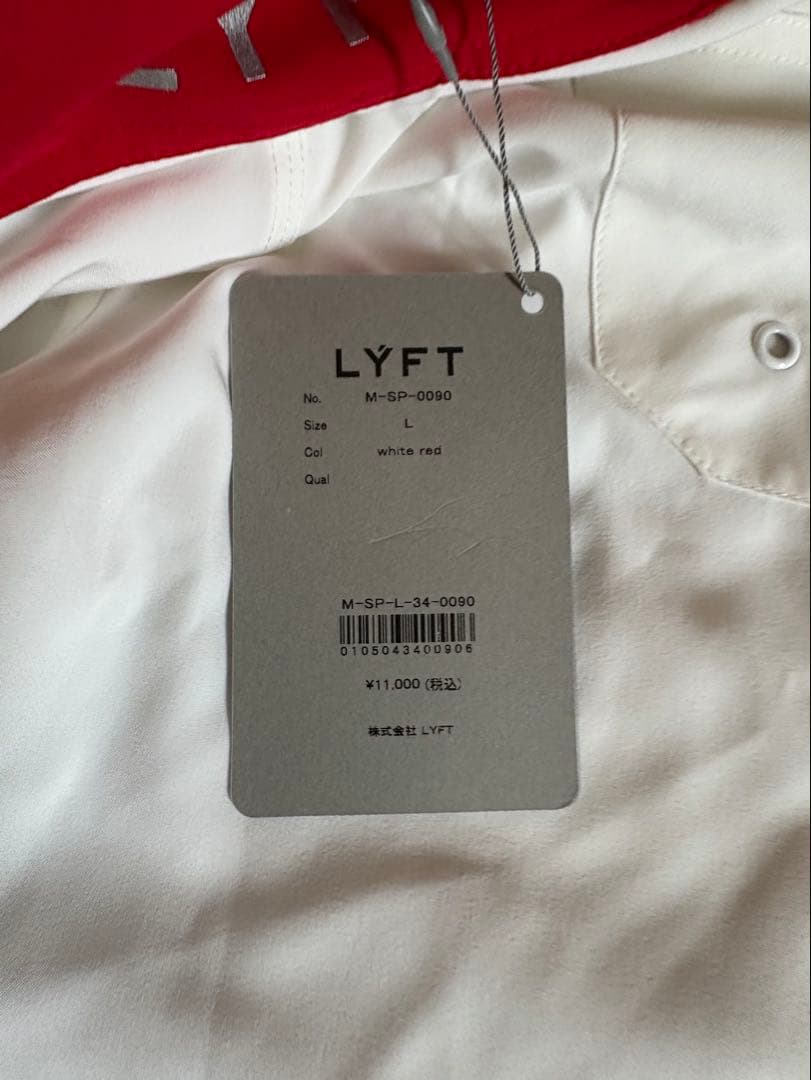 LÝFT
No. M-SP-0090
Size L
Col white red
Qual
M-SP-L-34-0090
0105043400906
¥11,000 (税込)
株式会社 LYFT